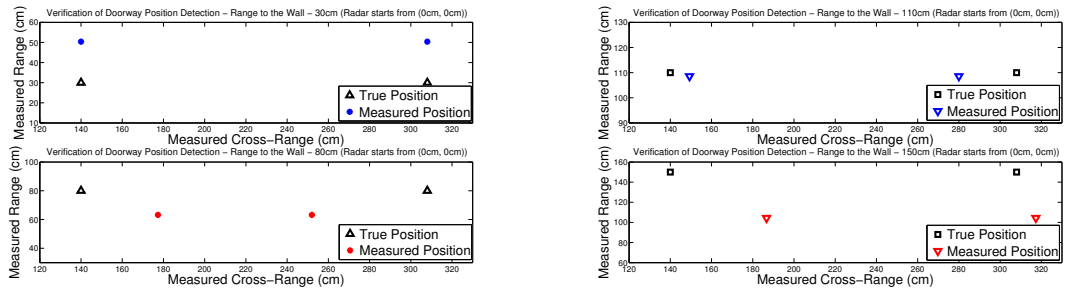 Verification of Doorway Position Detection − Range to the Wall − 30cm (Radar starts from (0cm, 0cm))
Measured Range (cm)
60
50
40
30
20
10
120 140 160 180 200 220 240 260 280 300 320
Measured Cross−Range (cm)
True Position
Measured Position
Verification of Doorway Position Detection − Range to the Wall − 80cm (Radar starts from (0cm, 0cm))
Measured Range (cm)
100
80
60
40
120 140 160 180 200 220 240 260 280 300 320
Measured Cross−Range (cm)
True Position
Measured Position
Verification of Doorway Position Detection − Range to the Wall − 110cm (Radar starts from (0cm, 0cm))
Measured Range (cm)
130
120
110
100
90
120 140 160 180 200 220 240 260 280 300 320
Measured Cross−Range (cm)
True Position
Measured Position
Verification of Doorway Position Detection − Range to the Wall − 150cm (Radar starts from (0cm, 0cm))
Measured Range (cm)
160
140
120
100
80
60
120 140 160 180 200 220 240 260 280 300 320
Measured Cross−Range (cm)
True Position
Measured Position